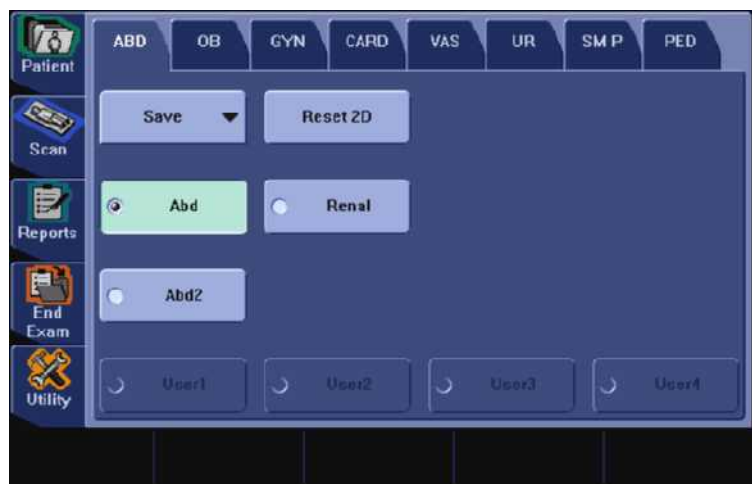 ABD OB GYN CARD VAS UR SM P PED
Patient
Save Reset 2D
Scan
Abd Renal
Reports
Abd2
End
Exam
User1 User2 User3 User4
Utility